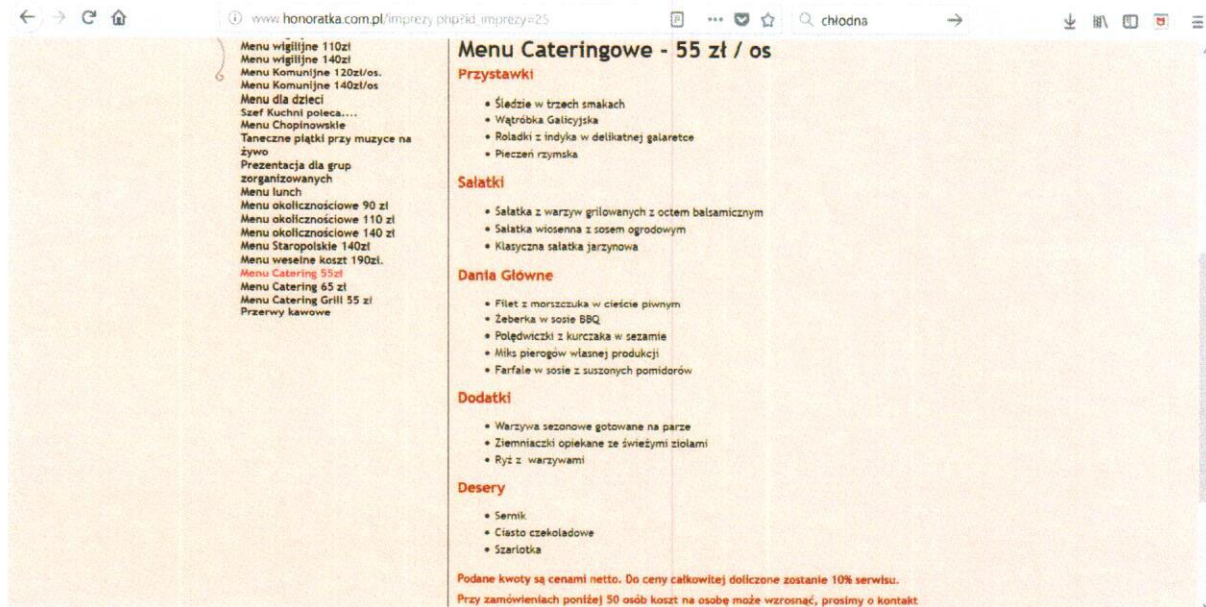 www.honoratka.com.pl/imprezy.php?id_imprezy=25
chłodna
Menu wigilijne 110zł
Menu wigilijne 140zł
Menu Komunijne 120zł/os.
Menu Komunijne 140zł/os
Menu dla dzieci
Szef Kuchni poleca....
Menu Chopinowskie
Taneczne piątki przy muzyce na
żywo
Prezentacja dla grup
zorganizowanych
Menu lunch
Menu okolicznościowe 90 zł
Menu okolicznościowe 110 zł
Menu okolicznościowe 140 zł
Menu Staropolskie 140zł
Menu weselne koszt 190zł.
Menu Catering 55zł
Menu Catering 65 zł
Menu Catering Grill 55 zł
Przerwy kawowe
Menu Cateringowe - 55 zł / os
Przystawki
• Śledzie w trzech smakach
• Wątróbka Galicyjska
• Roladki z indyka w delikatnej galaretce
• Pieczeń rzymska
Sałatki
• Sałatka z warzyw grilowanych z octem balsamicznym
• Sałatka wiosenna z sosem ogrodowym
• Klasyczna sałatka jarzynowa
Dania Główne
• Filet z morszczuka w cieście piwnym
• Żeberka w sosie BBQ
• Polędwiczki z kurczaka w sezamie
• Miks pierogów własnej produkcji
• Farfale w sosie z suszonych pomidorów
Dodatki
• Warzywa sezonowe gotowane na parze
• Ziemniaczki opiekane ze świeżymi ziołami
• Ryż z warzywami
Desery
• Sernik
• Ciasto czekoladowe
• Szarlotka
Podane kwoty są cenami netto. Do ceny całkowitej doliczone zostanie 10% serwisu.
Przy zamówieniach poniżej 50 osób koszt na osobę może wzrosnąć, prosimy o kontakt